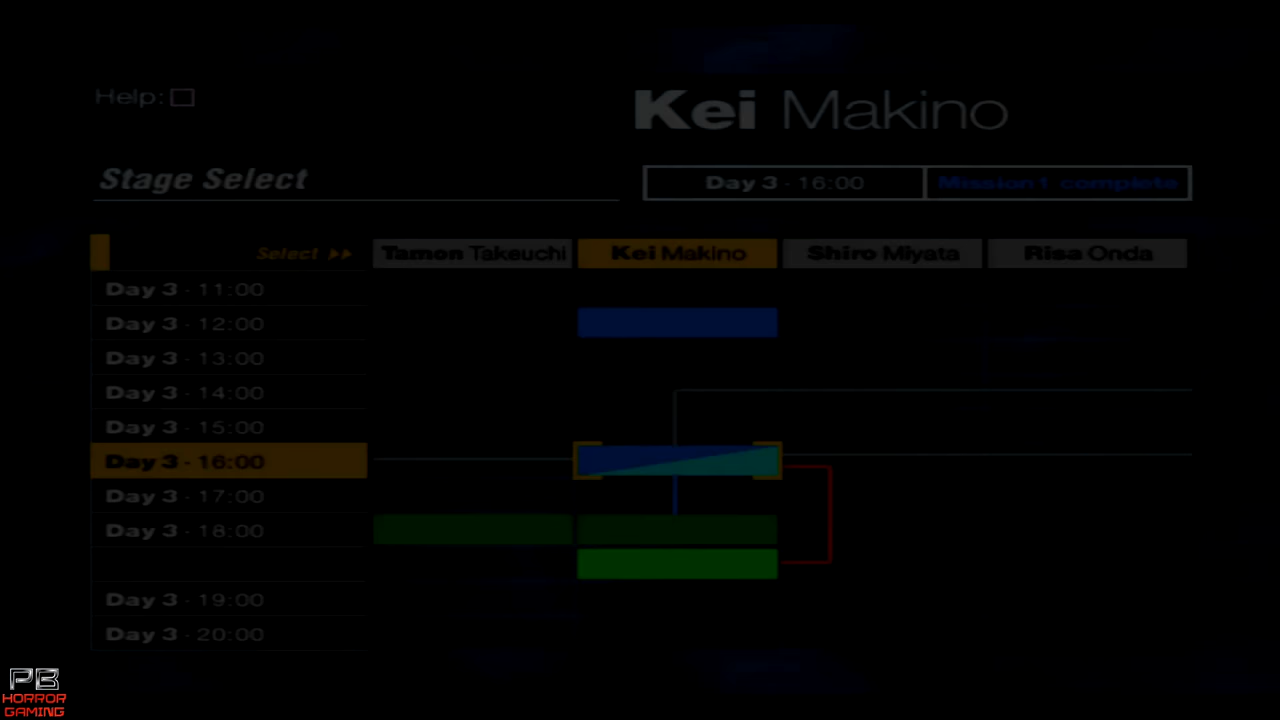 Help: □
Kei Makino
Stage Select
Day 3 · 16:00 Mission 1 complete
Select ▶▶ Tamon Takeuchi Kei Makino Shiro Miyata Risa Onda
Day 3 · 11:00
Day 3 · 12:00
Day 3 · 13:00
Day 3 · 14:00
Day 3 · 15:00
Day 3 · 16:00
Day 3 · 17:00
Day 3 · 18:00
Day 3 · 19:00
Day 3 · 20:00
PB
HORROR
GAMING